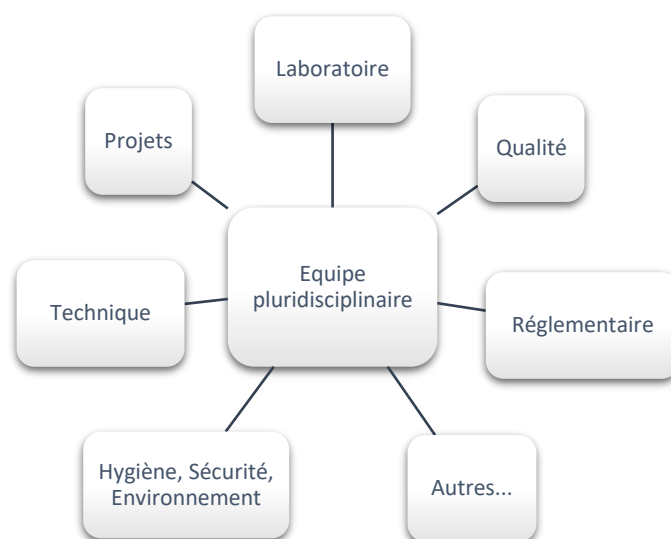 Laboratoire
Projets
Qualité
Equipe
pluridisciplinaire
Technique
Réglementaire
Hygiène, Sécurité,
Environnement
Autres...